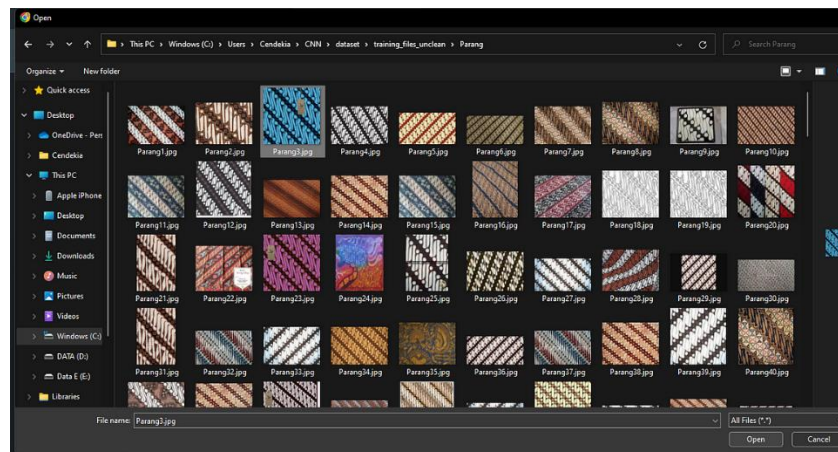 Open
This PC > Windows (C:) > Users > Cendekia > CNN > dataset > training_files_unclean > Parang
Search Parang
Organize
New folder
Quick access
Desktop
OneDrive - Pers
Cendekia
This PC
Apple iPhone
Desktop
Documents
Downloads
Music
Pictures
Videos
Windows (C:)
DATA (D:)
Data E (E:)
Libraries
Parang1.jpg Parang2.jpg Parang3.jpg Parang4.jpg Parang5.jpg Parang6.jpg Parang7.jpg Parang8.jpg Parang9.jpg Parang10.jpg
Parang11.jpg Parang12.jpg Parang13.jpg Parang14.jpg Parang15.jpg Parang16.jpg Parang17.jpg Parang18.jpg Parang19.jpg Parang20.jpg
Parang21.jpg Parang22.jpg Parang23.jpg Parang24.jpg Parang25.jpg Parang26.jpg Parang27.jpg Parang28.jpg Parang29.jpg Parang30.jpg
Parang31.jpg Parang32.jpg Parang33.jpg Parang34.jpg Parang35.jpg Parang36.jpg Parang37.jpg Parang38.jpg Parang39.jpg Parang40.jpg
File name: Parang3.jpg
All Files (*.*)
Open Cancel